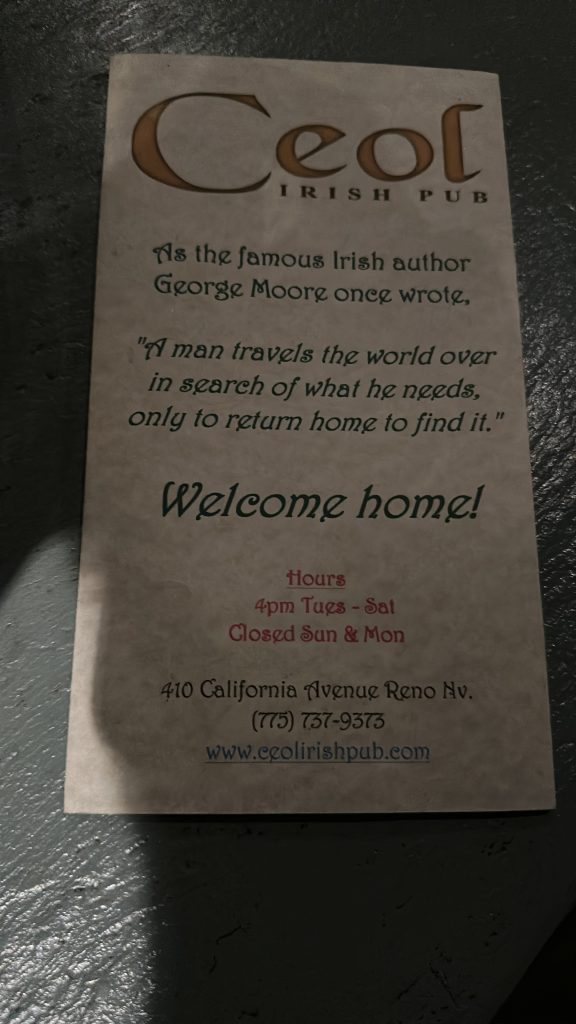 Ceol
IRISH PUB
As the famous Irish author
George Moore once wrote,
"A man travels the world over
in search of what he needs,
only to return home to find it."
Welcome home!
Hours
4pm Tues - Sat
Closed Sun & Mon
410 California Avenue Reno Nv.
(775) 737-9373
www.ceolirishpub.com